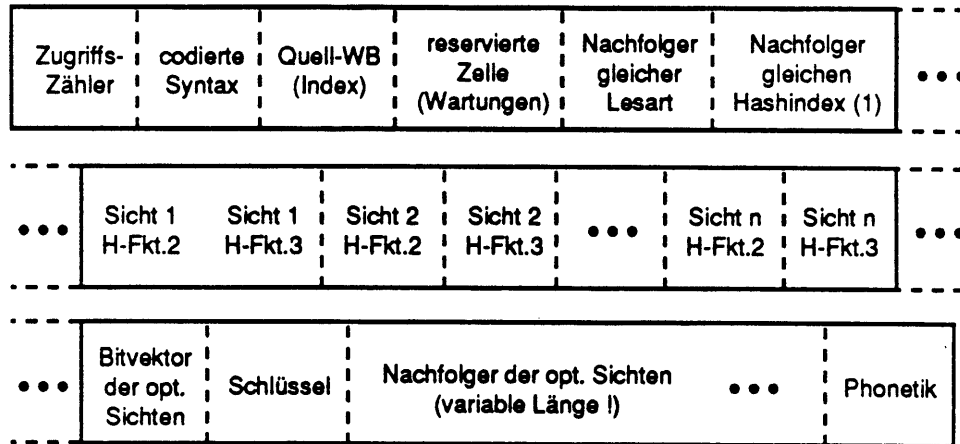 Zugriffs-
Zähler
codierte
Syntax
Quell-WB
(Index)
reservierte
Zelle
(Wartungen)
Nachfolger
gleicher
Lesart
Nachfolger
gleichen
Hashindex (1)
Sicht 1
H-Fkt.2
Sicht 1
H-Fkt.3
Sicht 2
H-Fkt.2
Sicht 2
H-Fkt.3
Sicht n
H-Fkt.2
Sicht n
H-Fkt.3
Bitvektor
der opt.
Sichten
Schlüssel
Nachfolger der opt. Sichten
(variable Länge !)
Phonetik